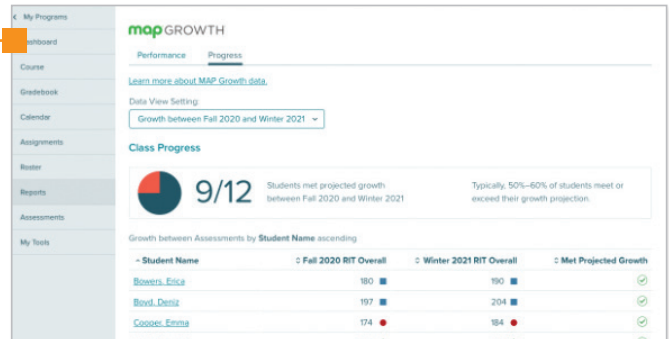 My Programs
Dashboard
Course
Gradebook
Calendar
Assignments
Roster
Reports
Assessments
My Tools
map GROWTH
Performance Progress
Learn more about MAP Growth data.
Data View Setting:
Growth between Fall 2020 and Winter 2021
Class Progress
9/12
Students met projected growth
between Fall 2020 and Winter 2021
Typically, 50%–60% of students meet or
exceed their growth projection.
Growth between Assessments by Student Name ascending
Student Name Fall 2020 RIT Overall Winter 2021 RIT Overall Met Projected Growth
Bowers, Erica 180 190
Boyd, Deniz 197 204
Cooper, Emma 174 184